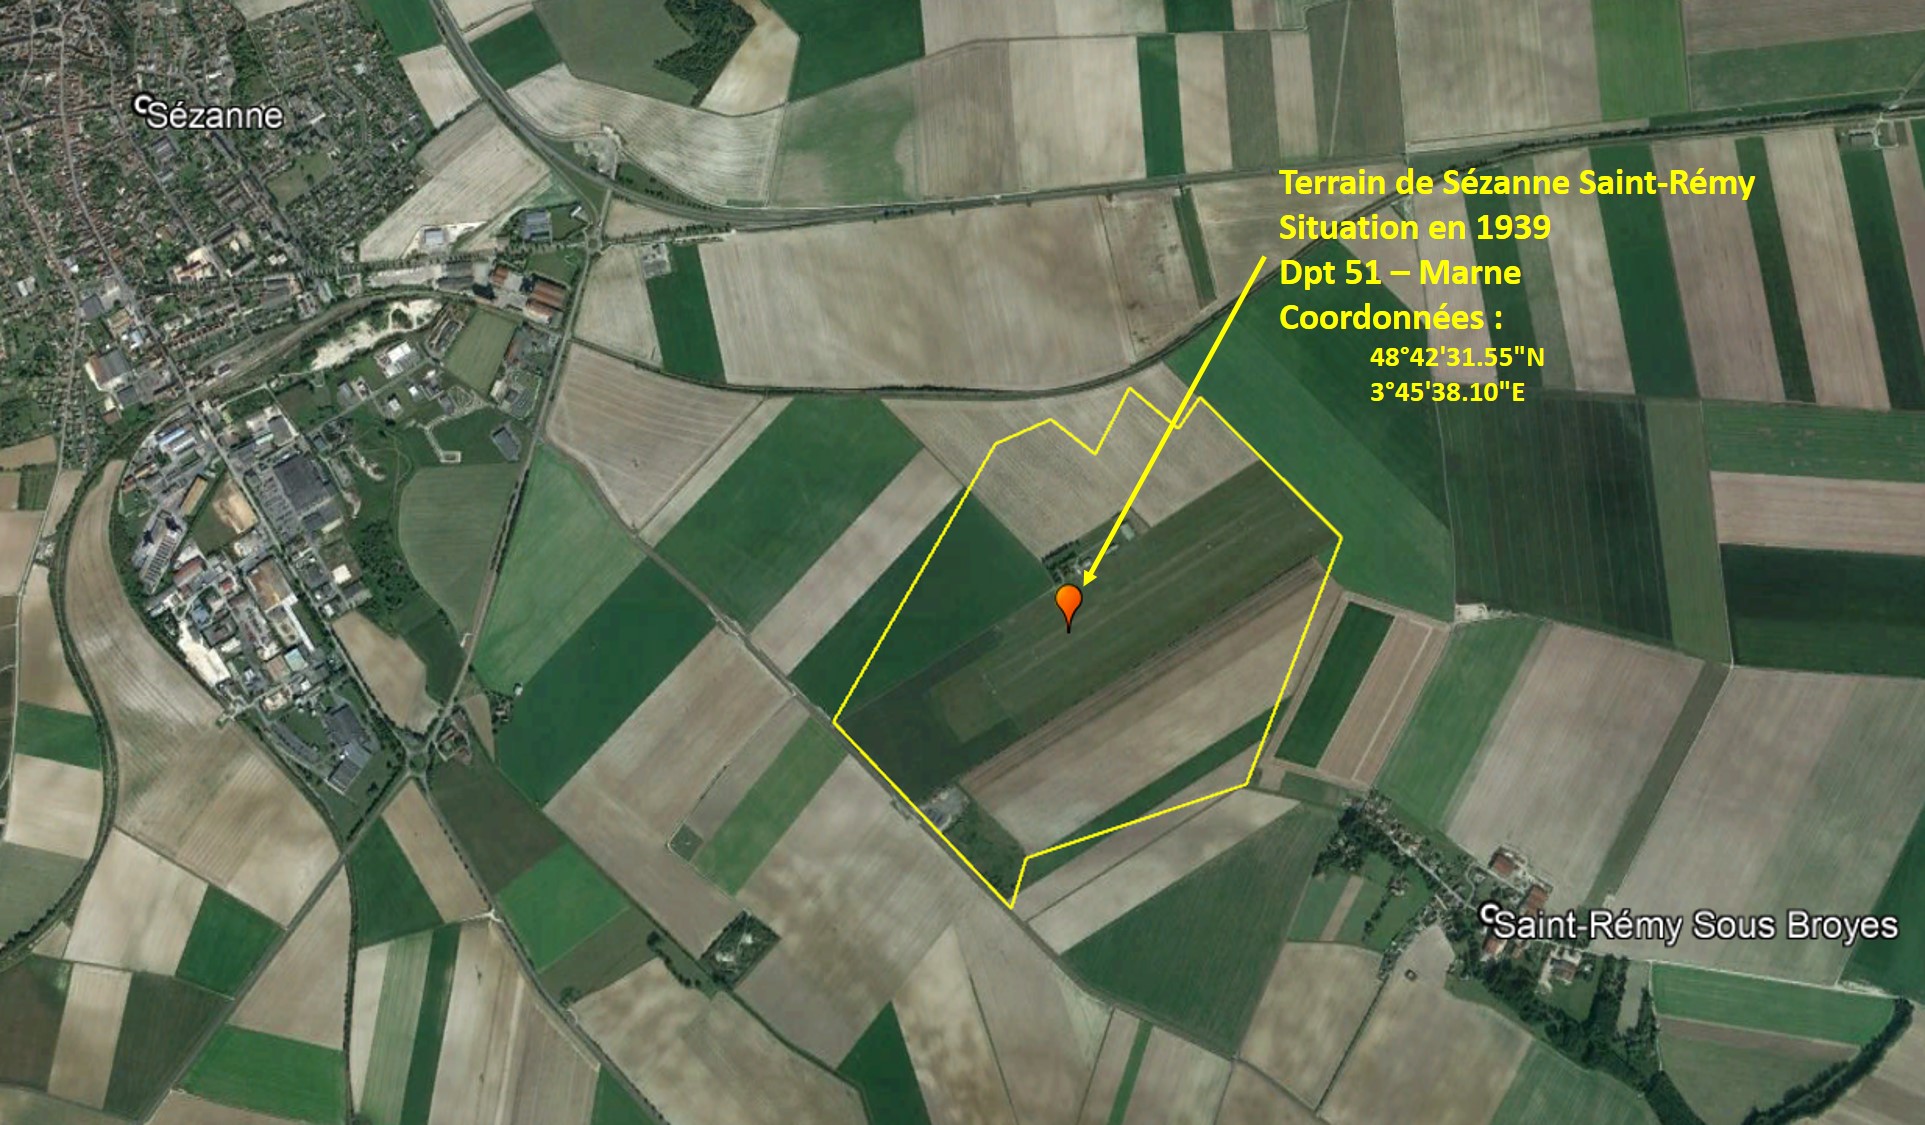 Sézanne
Terrain de Sézanne Saint-Rémy
Situation en 1939
Dpt 51 – Marne
Coordonnées :
48°42'31.55"N
3°45'38.10"E
Saint-Rémy Sous Broyes